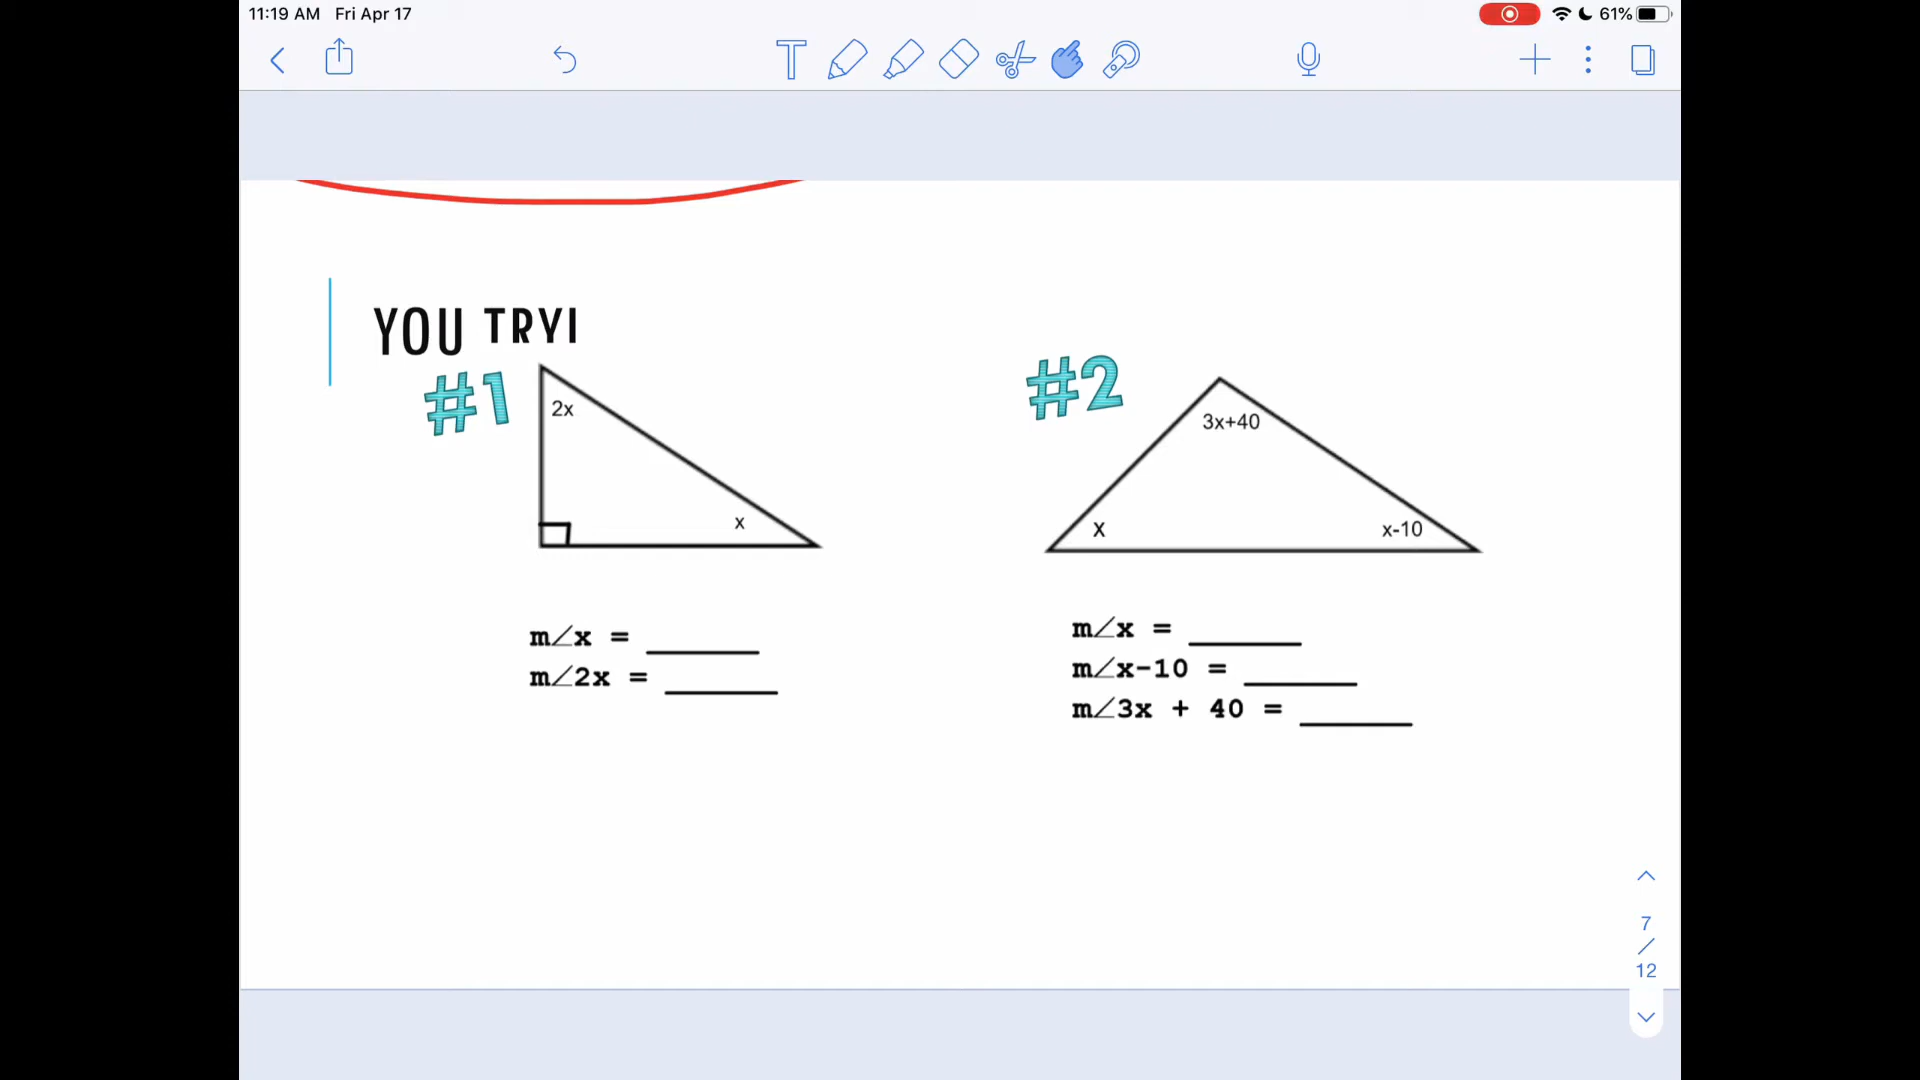 11:19 AM Fri Apr 17
61%
T
YOU TRY!
#1
2x
x
m∠x = ______
m∠2x = ______
#2
3x+40
x
x-10
m∠x = ______
m∠x-10 = ______
m∠3x + 40 = ______
7
/
12